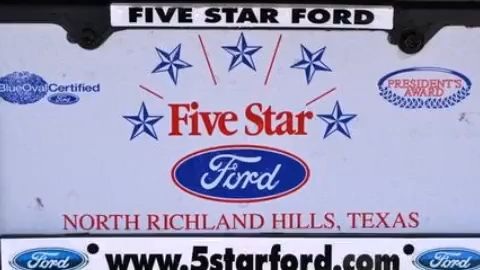 FIVE STAR FORD
BlueOval Certified
Ford
PRESIDENT'S
AWARD
Ford
Five Star
Ford
NORTH RICHLAND HILLS, TEXAS
Ford www.5starford.com Ford